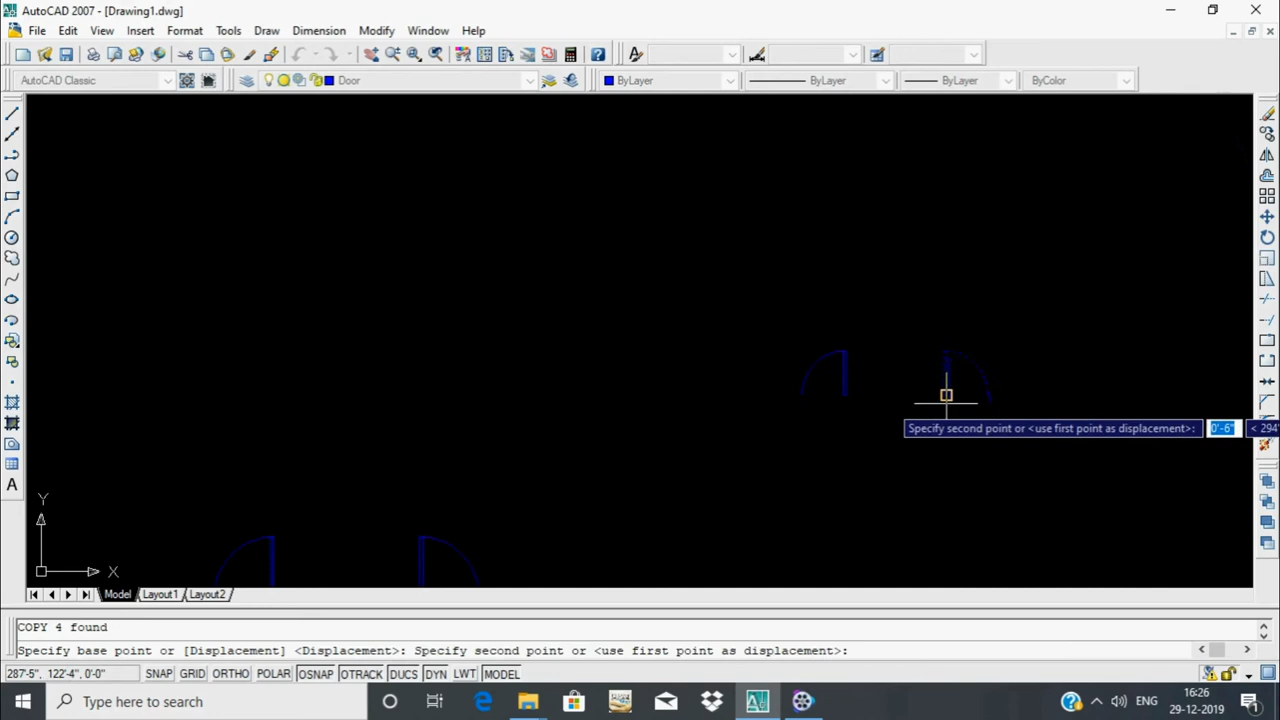 AutoCAD 2007 - [Drawing1.dwg]
File Edit View Insert Format Tools Draw Dimension Modify Window Help
AutoCAD Classic Door ByLayer ByLayer ByLayer ByColor
Specify second point or <use first point as displacement>: 0'-6" < 294°
Y
X
A
Model Layout1 Layout2
COPY 4 found
Specify base point or [Displacement] <Displacement>: Specify second point or <use first point as displacement>:
287'-5", 122'-4", 0'-0" SNAP GRID ORTHO POLAR OSNAP OTRACK DUCS DYN LWT MODEL
Type here to search
ENG
16:26
29-12-2019